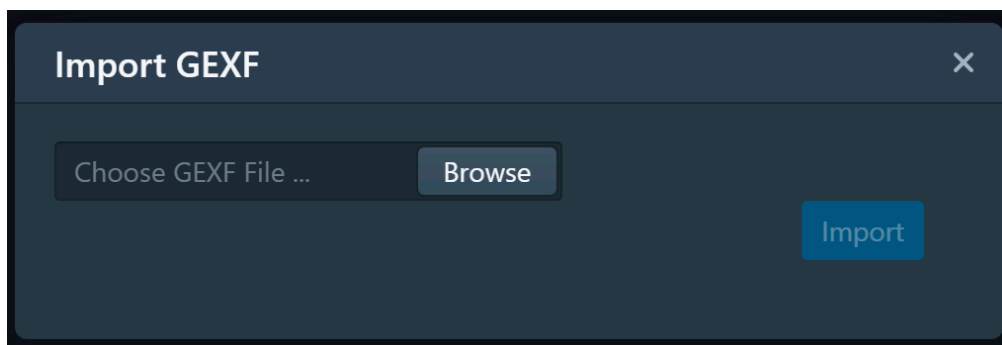 Import GEXF
Choose GEXF File ...
Browse
Import